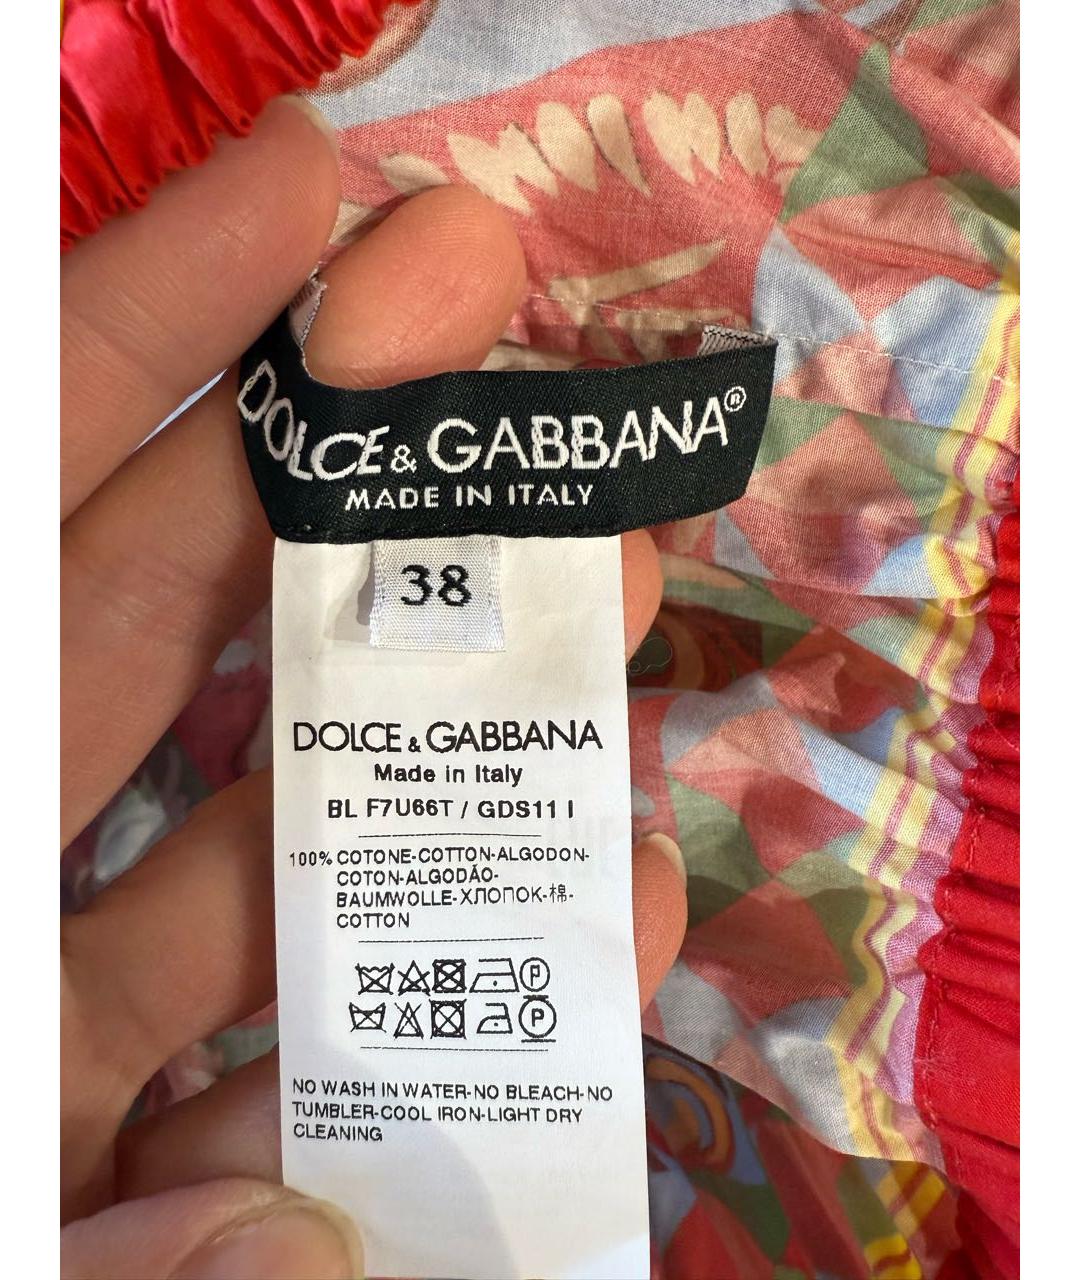 DOLCE & GABBANA®
MADE IN ITALY
38
DOLCE & GABBANA
Made in Italy
BL F7U66T / GDS11 I
100% COTONE-COTTON-ALGODON-
COTON-ALGODÃO-
BAUMWOLLE-ХЛОПОК-棉-
COTTON
P
P
NO WASH IN WATER-NO BLEACH-NO
TUMBLER-COOL IRON-LIGHT DRY
CLEANING